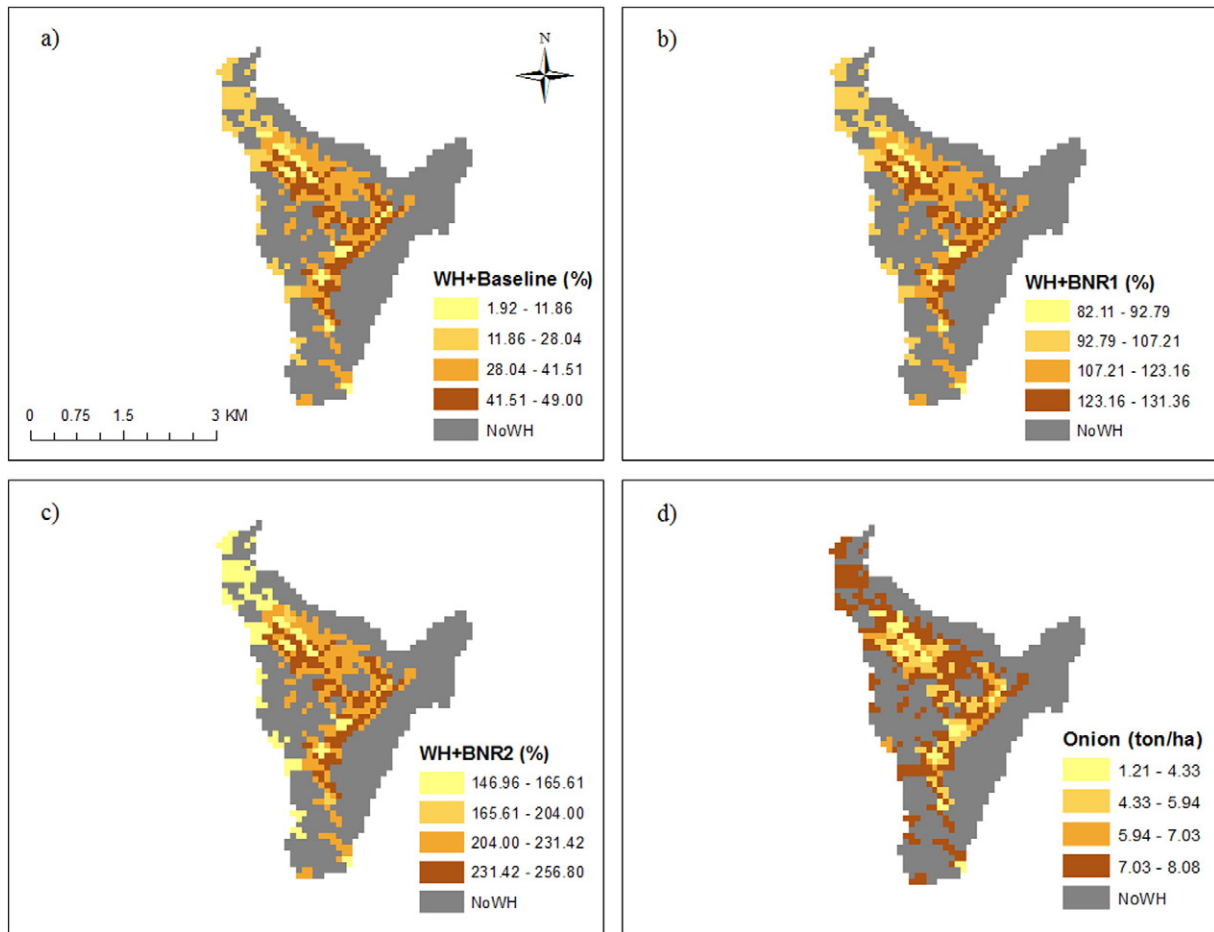 a)
N
WH+Baseline (%)
1.92 - 11.86
11.86 - 28.04
28.04 - 41.51
41.51 - 49.00
NoWH
0 0.75 1.5 3 KM
b)
WH+BNR1 (%)
82.11 - 92.79
92.79 - 107.21
107.21 - 123.16
123.16 - 131.36
NoWH
c)
WH+BNR2 (%)
146.96 - 165.61
165.61 - 204.00
204.00 - 231.42
231.42 - 256.80
NoWH
d)
Onion (ton/ha)
1.21 - 4.33
4.33 - 5.94
5.94 - 7.03
7.03 - 8.08
NoWH